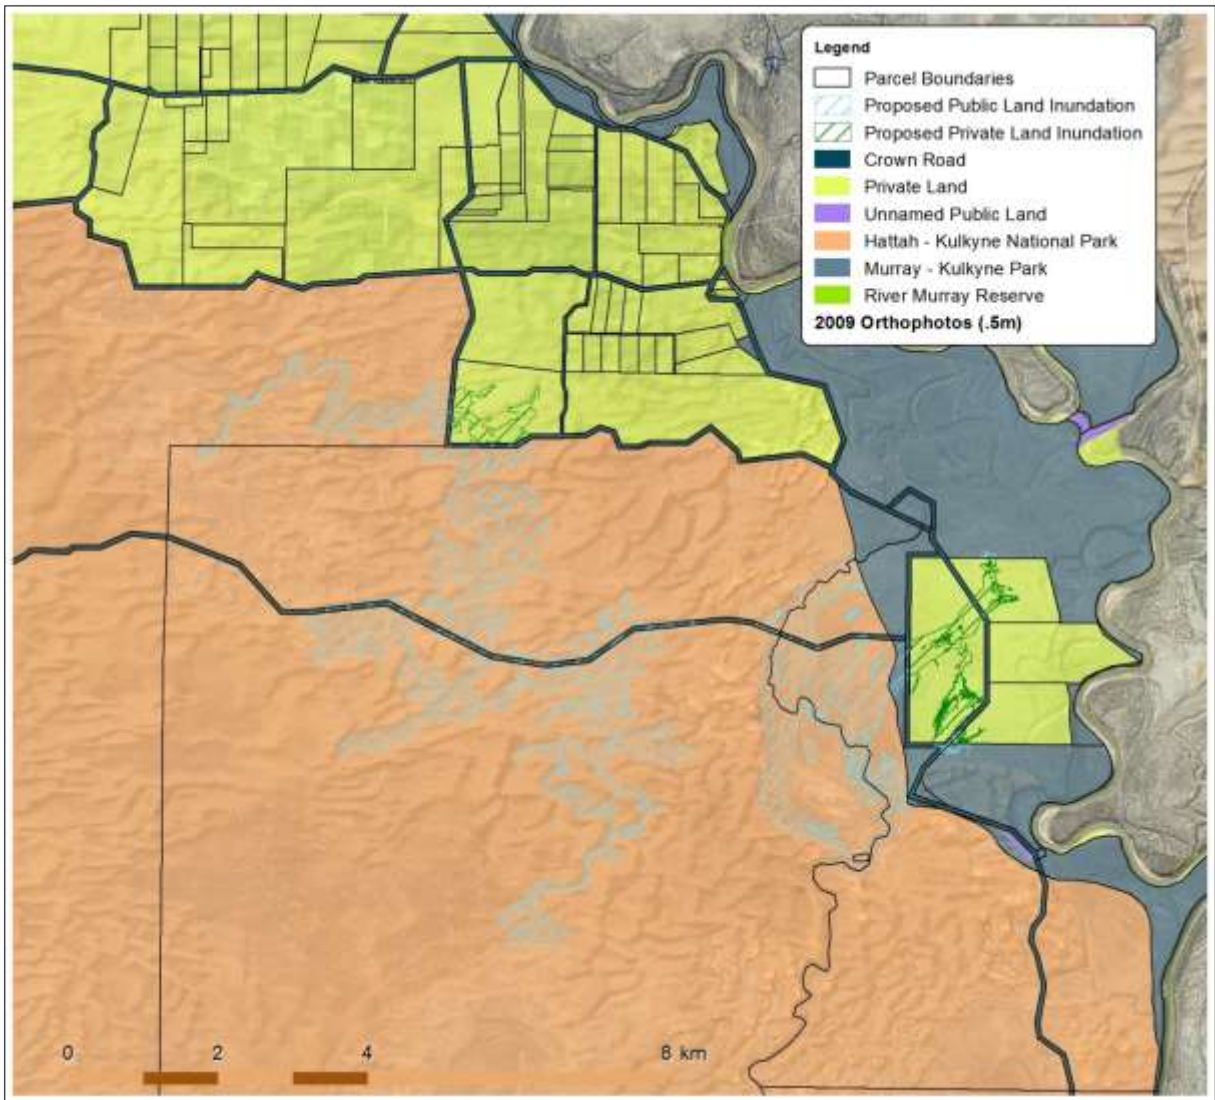 Legend
Parcel Boundaries
Proposed Public Land Inundation
Proposed Private Land Inundation
Crown Road
Private Land
Unnamed Public Land
Hattah - Kulkyne National Park
Murray - Kulkyne Park
River Murray Reserve
2009 Orthophotos (.5m)
0 2 4 8 km